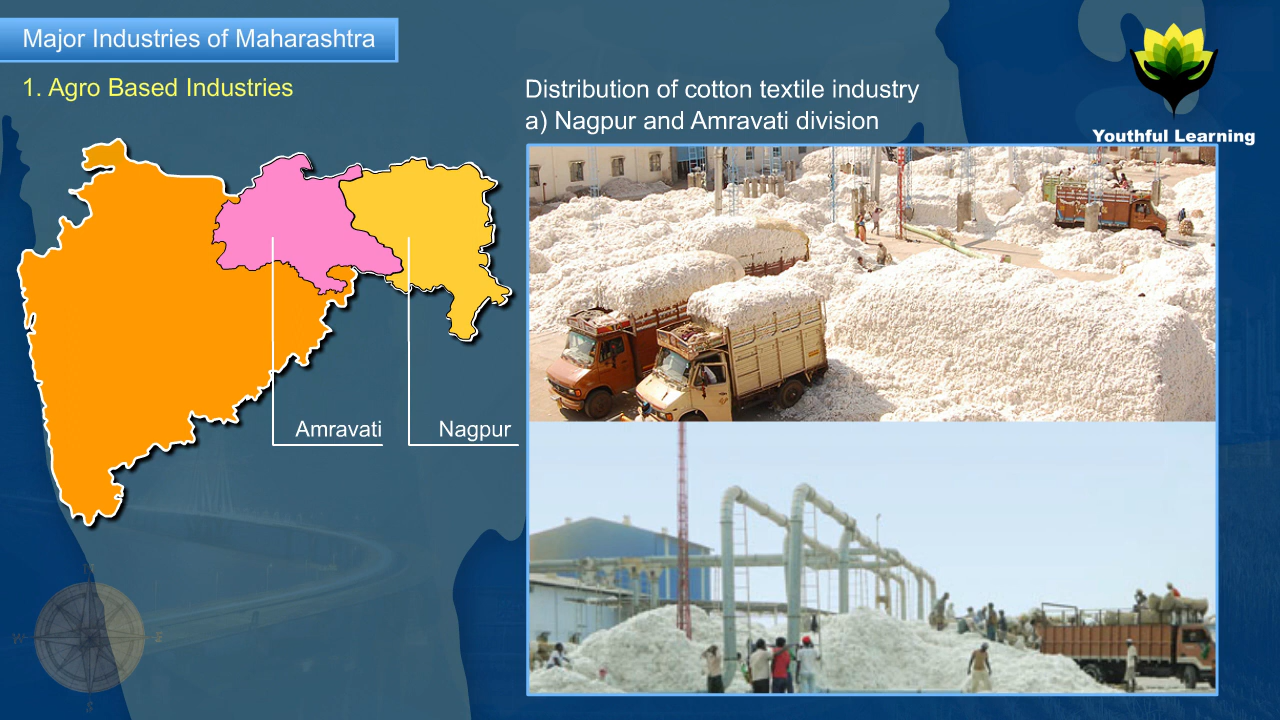 Major Industries of Maharashtra
1. Agro Based Industries
Distribution of cotton textile industry
a) Nagpur and Amravati division
Youthful Learning
Amravati
Nagpur
N
W
E
S